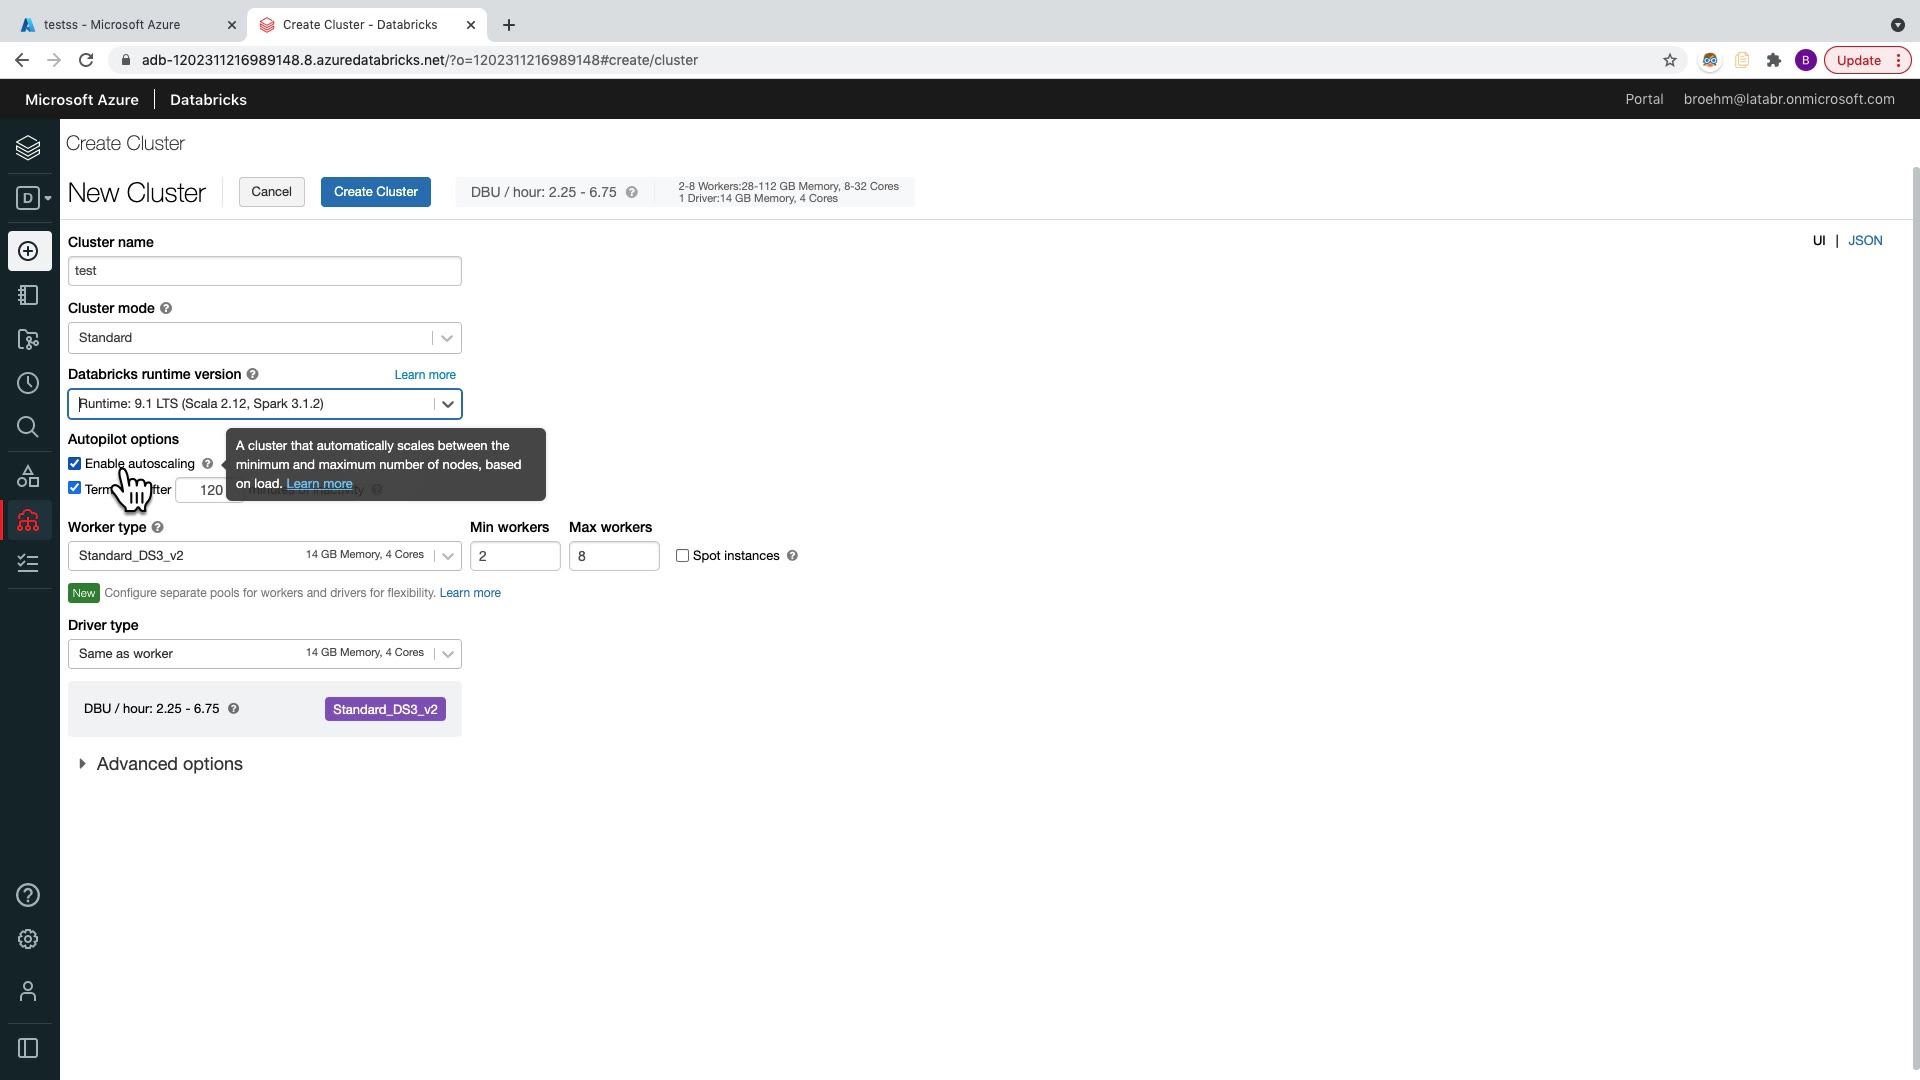 testss - Microsoft Azure
Create Cluster - Databricks
adb-1202311216989148.8.azuredatabricks.net/?o=1202311216989148#create/cluster
B
Update
Microsoft Azure
Databricks
Portal
broehm@latabr.onmicrosoft.com
D
Create Cluster
New Cluster
Cancel
Create Cluster
DBU / hour: 2.25 - 6.75
2-8 Workers:28-112 GB Memory, 8-32 Cores
1 Driver:14 GB Memory, 4 Cores
UI | JSON
Cluster name
test
Cluster mode
Standard
Databricks runtime version
Learn more
Runtime: 9.1 LTS (Scala 2.12, Spark 3.1.2)
Autopilot options
Enable autoscaling
A cluster that automatically scales between the
minimum and maximum number of nodes, based
on load. Learn more
120
minutes of inactivity
Worker type
Min workers
Max workers
Standard_DS3_v2
14 GB Memory, 4 Cores
2
8
Spot instances
New
Configure separate pools for workers and drivers for flexibility. Learn more
Driver type
Same as worker
14 GB Memory, 4 Cores
DBU / hour: 2.25 - 6.75
Standard_DS3_v2
Advanced options